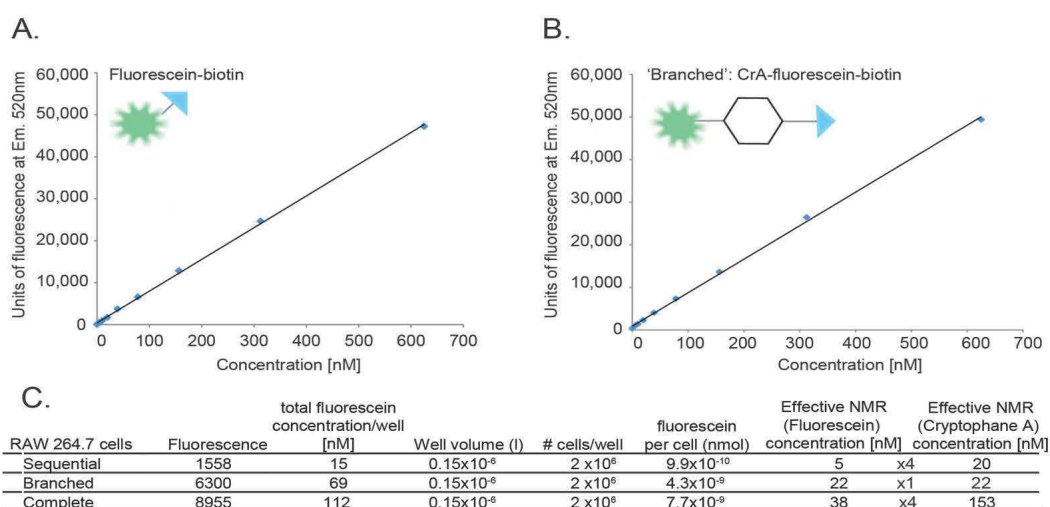 A.
Fluorescein-biotin
Units of fluorescence at Em. 520nm
60,000
50,000
40,000
30,000
20,000
10,000
0
0 100 200 300 400 500 600 700
Concentration [nM]
B.
'Branched': CrA-fluorescein-biotin
Units of fluorescence at Em. 520nm
60,000
50,000
40,000
30,000
20,000
10,000
0
0 100 200 300 400 500 600 700
Concentration [nM]
C.
RAW 264.7 cells Fluorescence total fluorescein concentration/well [nM] Well volume (l) # cells/well fluorescein per cell (nmol) Effective NMR (Fluorescein) concentration [nM] Effective NMR (Cryptophane A) concentration [nM]
Sequential 1558 15 0.15x10⁻⁶ 2 x10⁶ 9.9x10⁻¹⁰ 5 x4 20
Branched 6300 69 0.15x10⁻⁶ 2 x10⁶ 4.3x10⁻⁹ 22 x1 22
Complete 8955 112 0.15x10⁻⁶ 2 x10⁶ 7.7x10⁻⁹ 38 x4 153